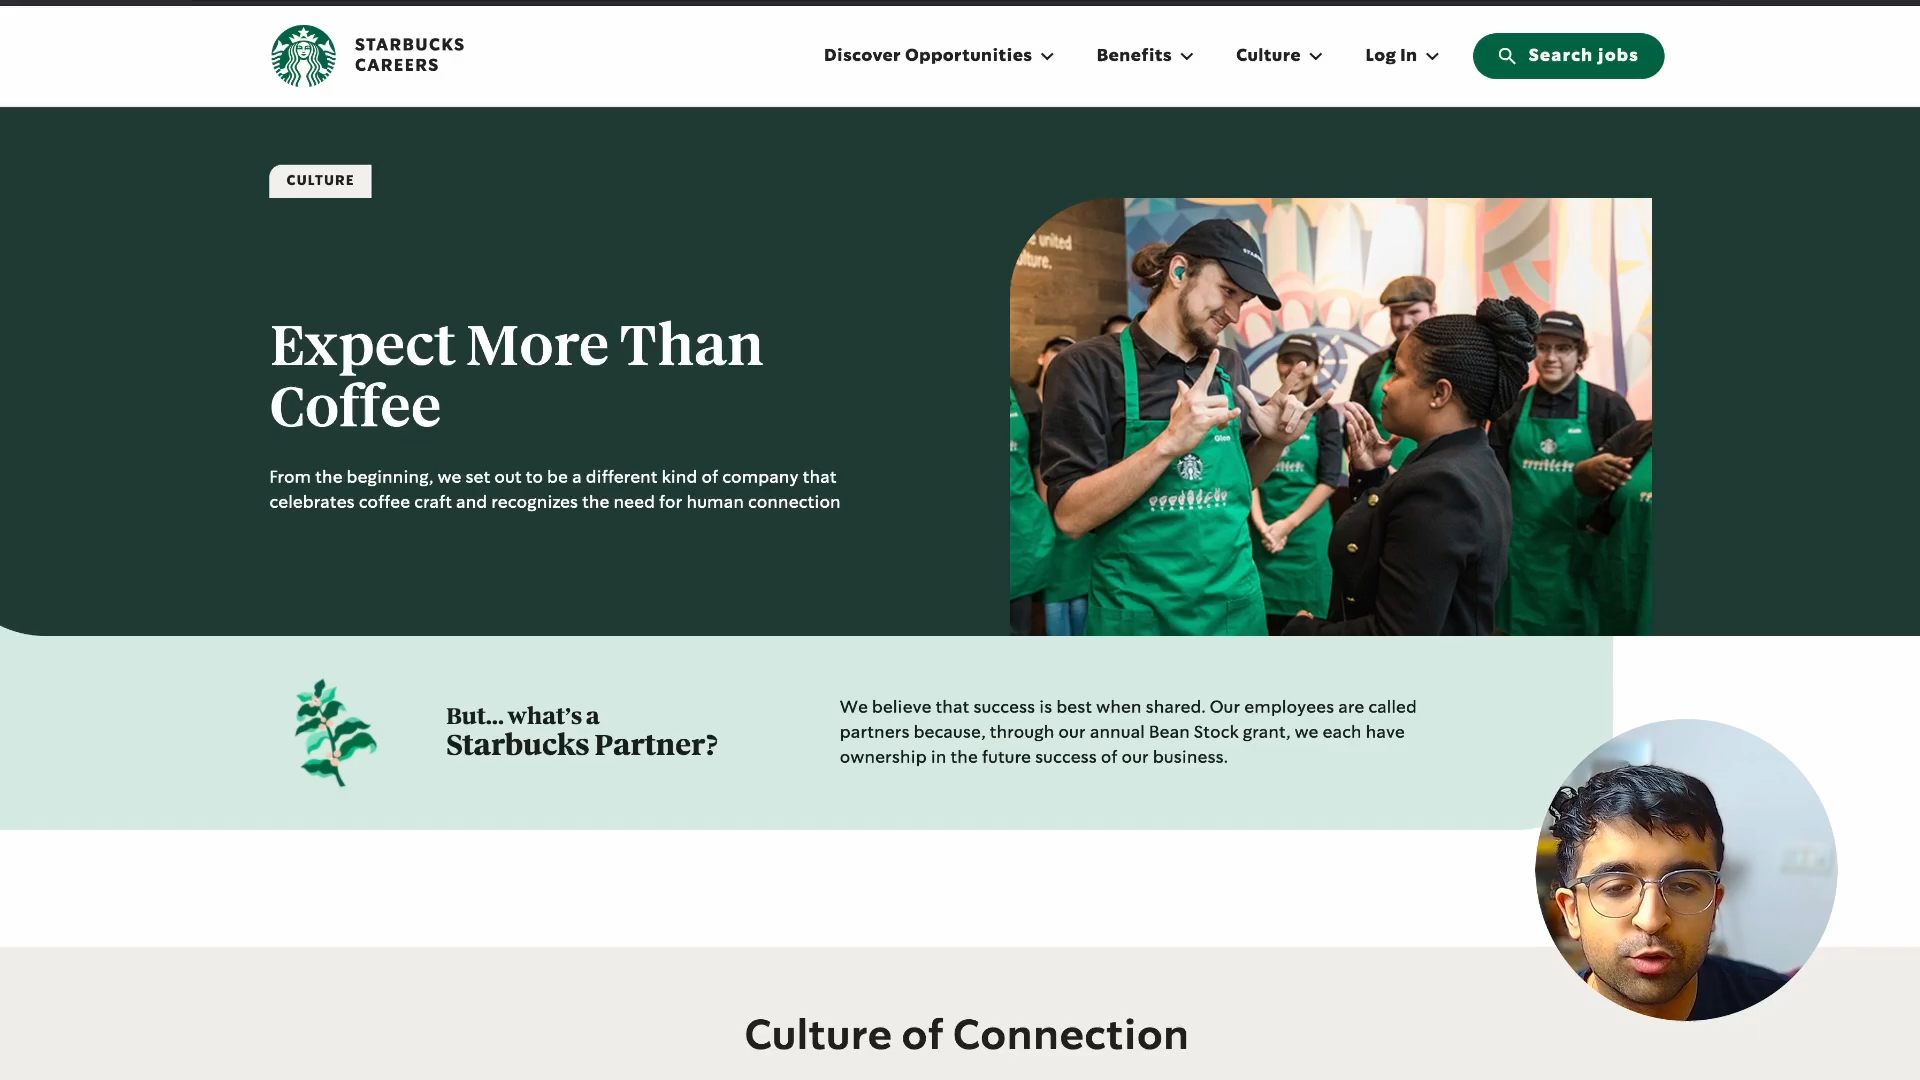 STARBUCKS
CAREERS
Discover Opportunities
Benefits
Culture
Log In
Search jobs
CULTURE
e united
ulture.
Glen
Expect More Than
Coffee
From the beginning, we set out to be a different kind of company that
celebrates coffee craft and recognizes the need for human connection
But... what’s a
Starbucks Partner?
We believe that success is best when shared. Our employees are called
partners because, through our annual Bean Stock grant, we each have
ownership in the future success of our business.
Culture of Connection